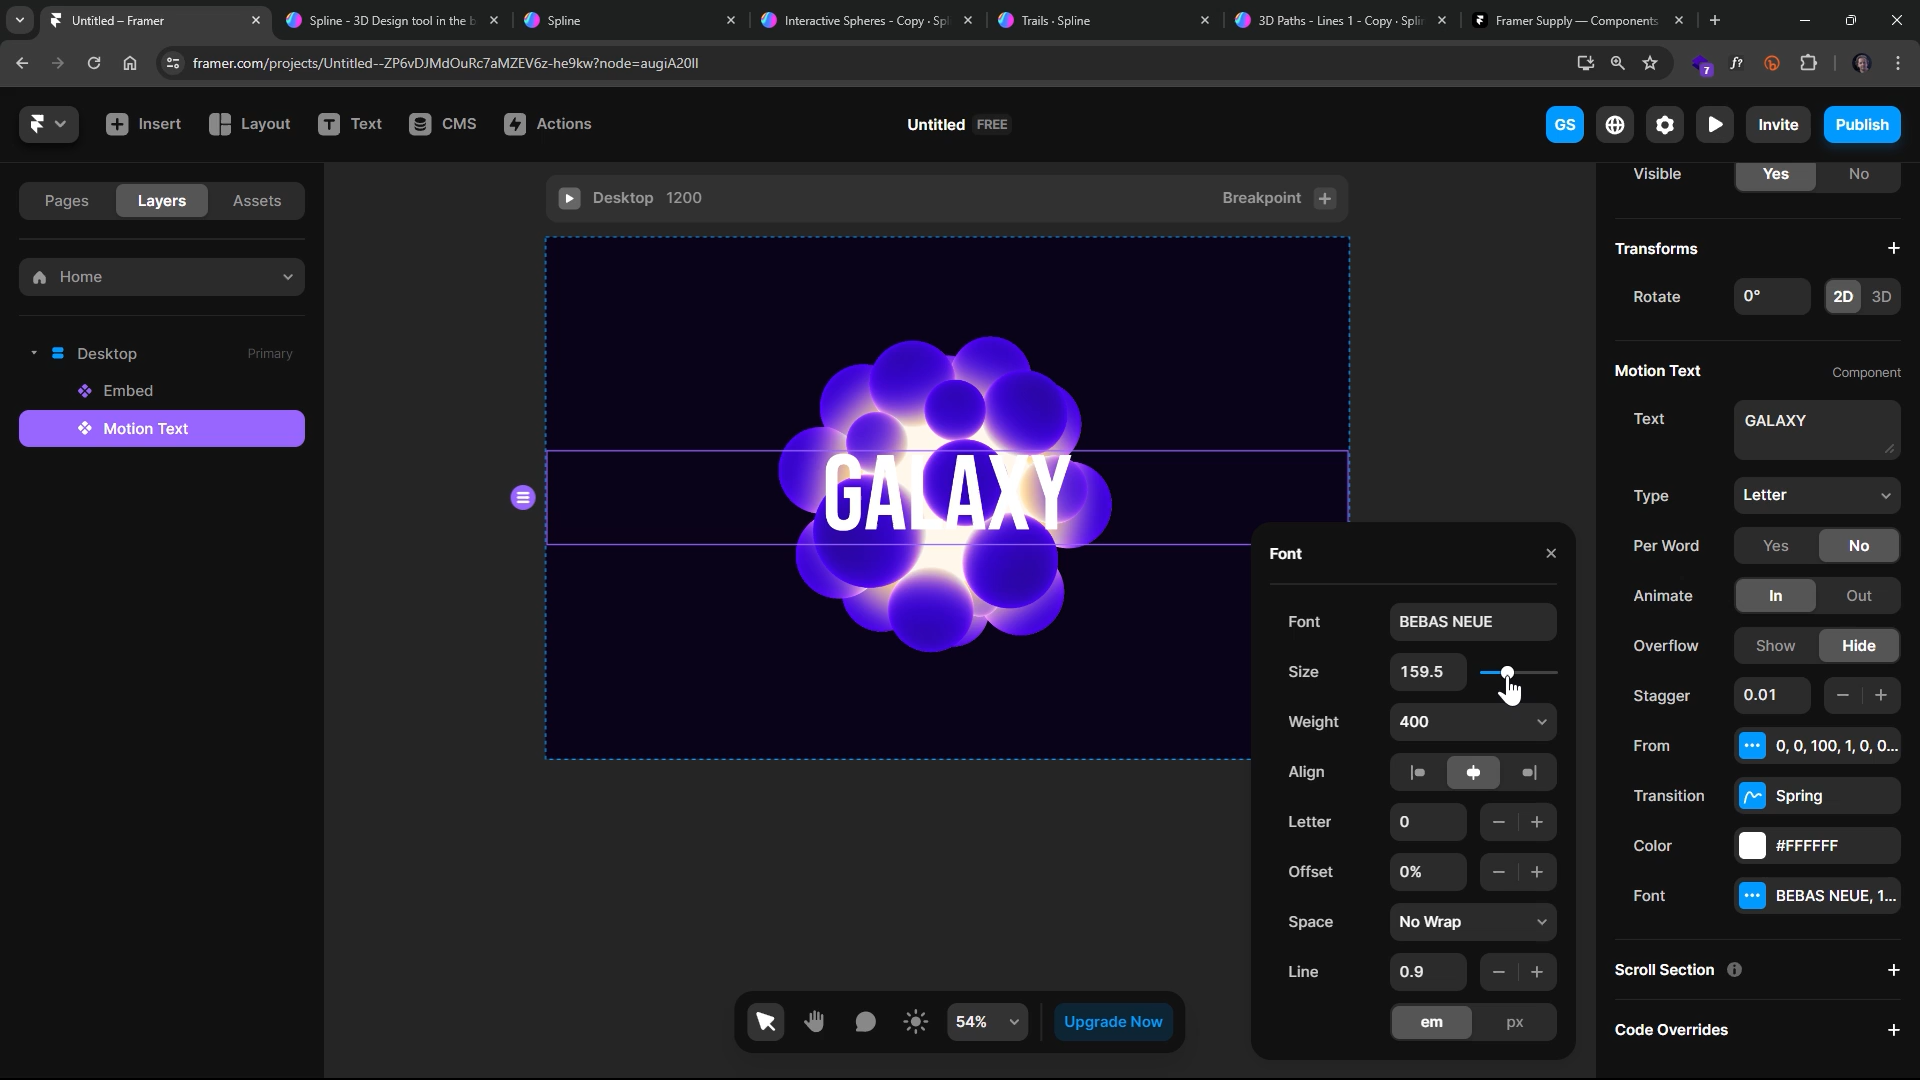 Untitled – Framer
Spline - 3D Design tool in the b
Spline
Interactive Spheres - Copy · Spl
Trails · Spline
3D Paths - Lines 1 - Copy · Splin
Framer Supply — Components
framer.com/projects/Untitled--ZP6vDJMdOuRc7aMZEV6z-he9kw?node=augiA20lI
7
f?
Insert
Layout
Text
CMS
Actions
Untitled FREE
GS
Invite
Publish
Pages
Layers
Assets
Home
Desktop
Primary
Embed
Motion Text
Desktop 1200
Breakpoint
GALAXY
Font
Font
BEBAS NEUE
Size
159.5
Weight
400
Align
Letter
0
Offset
0%
Space
No Wrap
Line
0.9
em
px
54%
Upgrade Now
Visible
Yes
No
Transforms
Rotate
0°
2D
3D
Motion Text
Component
Text
GALAXY
Type
Letter
Per Word
Yes
No
Animate
In
Out
Overflow
Show
Hide
Stagger
0.01
From
0, 0, 100, 1, 0, 0...
Transition
Spring
Color
#FFFFFF
Font
BEBAS NEUE, 1...
Scroll Section
Code Overrides